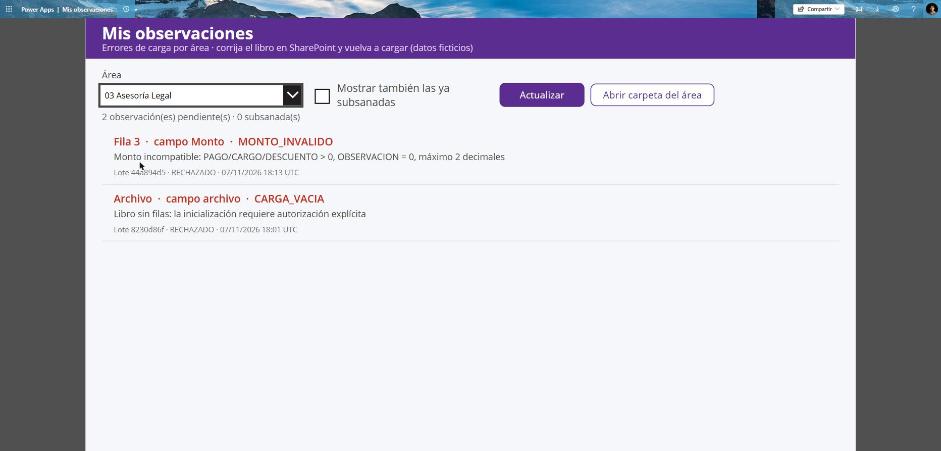 Power Apps | Mis observaciones
Compartir
Mis observaciones
Errores de carga por área · corrija el libro en SharePoint y vuelva a cargar (datos ficticios)
Área
03 Asesoría Legal
Mostrar también las ya
subsanadas
Actualizar
Abrir carpeta del área
2 observación(es) pendiente(s) · 0 subsanada(s)
Fila 3 · campo Monto · MONTO_INVALIDO
Monto incompatible: PAGO/CARGO/DESCUENTO > 0, OBSERVACION = 0, máximo 2 decimales
Lote 44a894d5 · RECHAZADO · 07/11/2026 18:13 UTC
Archivo · campo archivo · CARGA_VACIA
Libro sin filas: la inicialización requiere autorización explícita
Lote 8230d86f · RECHAZADO · 07/11/2026 18:01 UTC